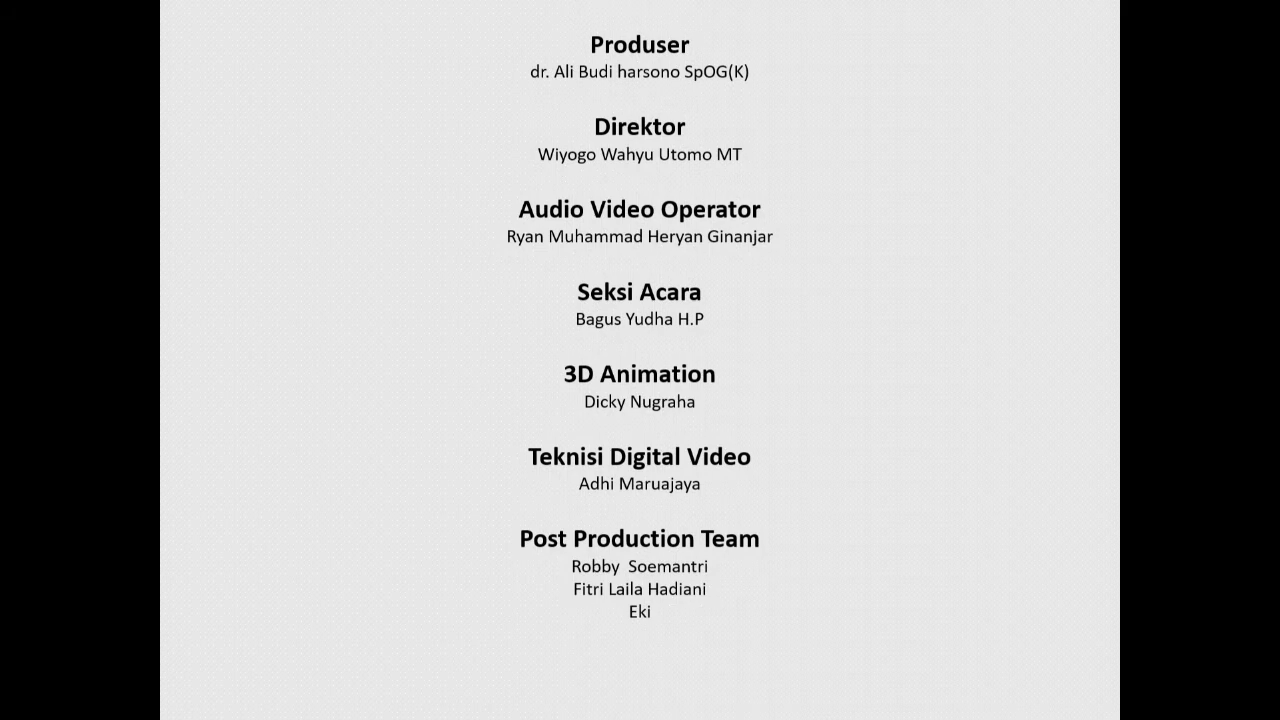 Produser
dr. Ali Budi harsono SpOG(K)
Direktor
Wiyogo Wahyu Utomo MT
Audio Video Operator
Ryan Muhammad Heryan Ginanjar
Seksi Acara
Bagus Yudha H.P
3D Animation
Dicky Nugraha
Teknisi Digital Video
Adhi Maruajaya
Post Production Team
Robby  Soemantri
Fitri Laila Hadiani
Eki